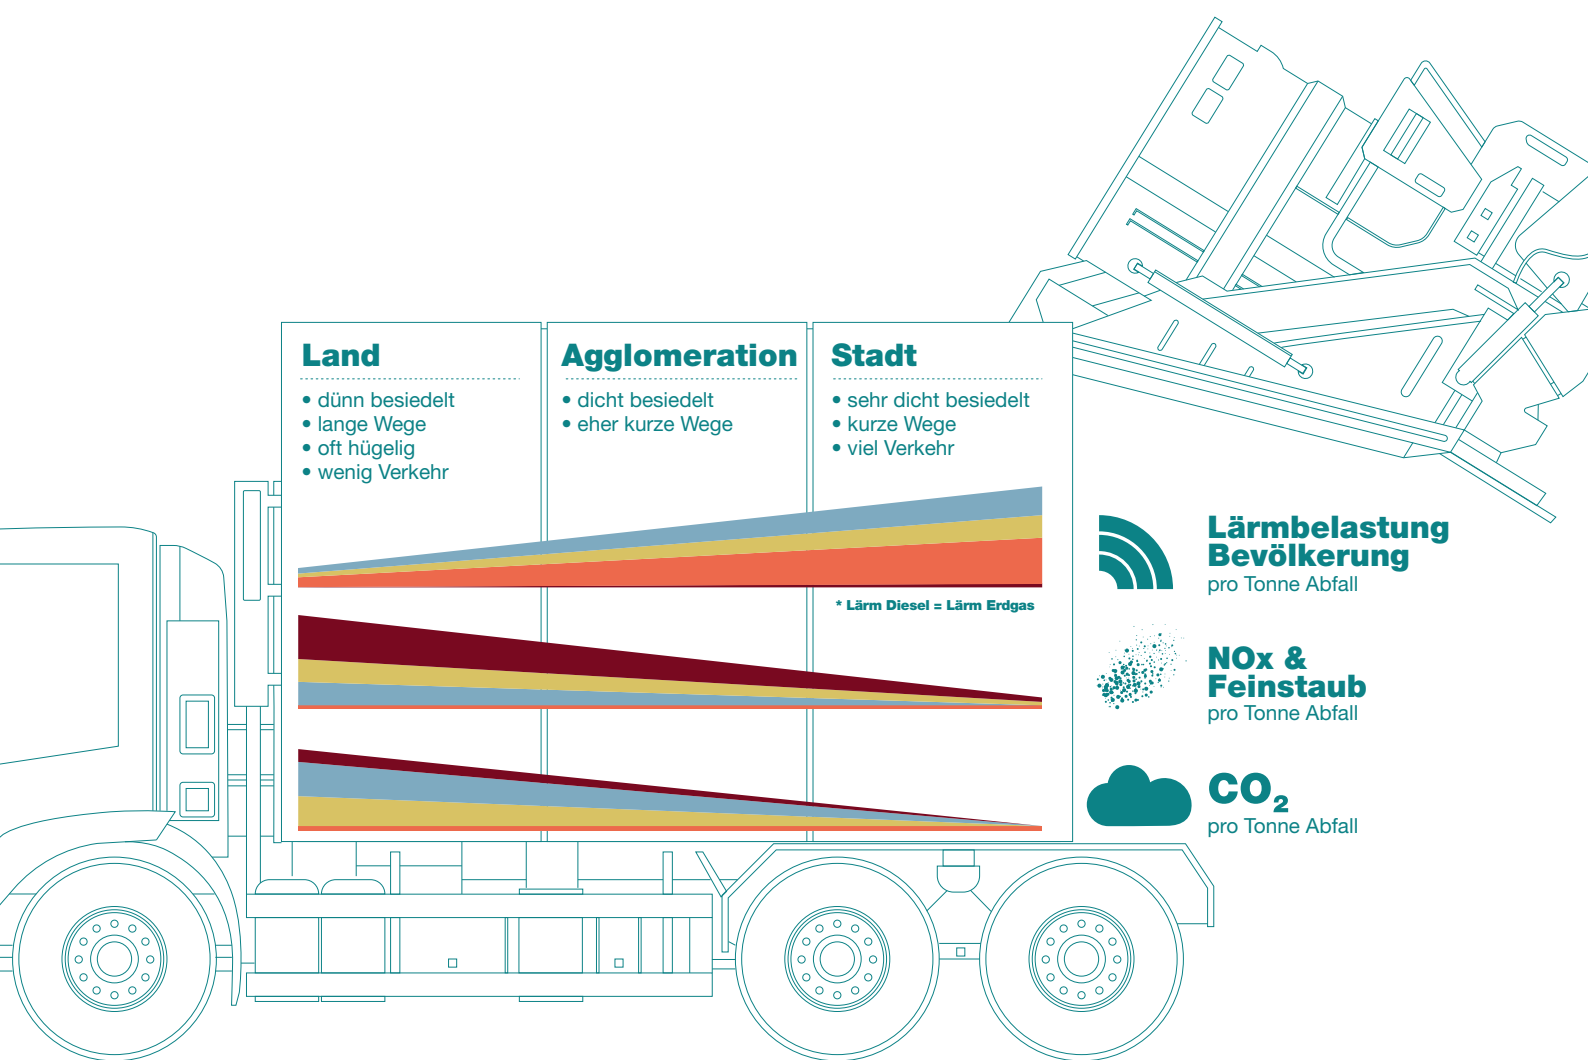 Land
• dünn besiedelt
• lange Wege
• oft hügelig
• wenig Verkehr
Agglomeration
• dicht besiedelt
• eher kurze Wege
Stadt
• sehr dicht besiedelt
• kurze Wege
• viel Verkehr
* Lärm Diesel = Lärm Erdgas
Lärmbelastung
Bevölkerung
pro Tonne Abfall
NOx &
Feinstaub
pro Tonne Abfall
CO₂
pro Tonne Abfall